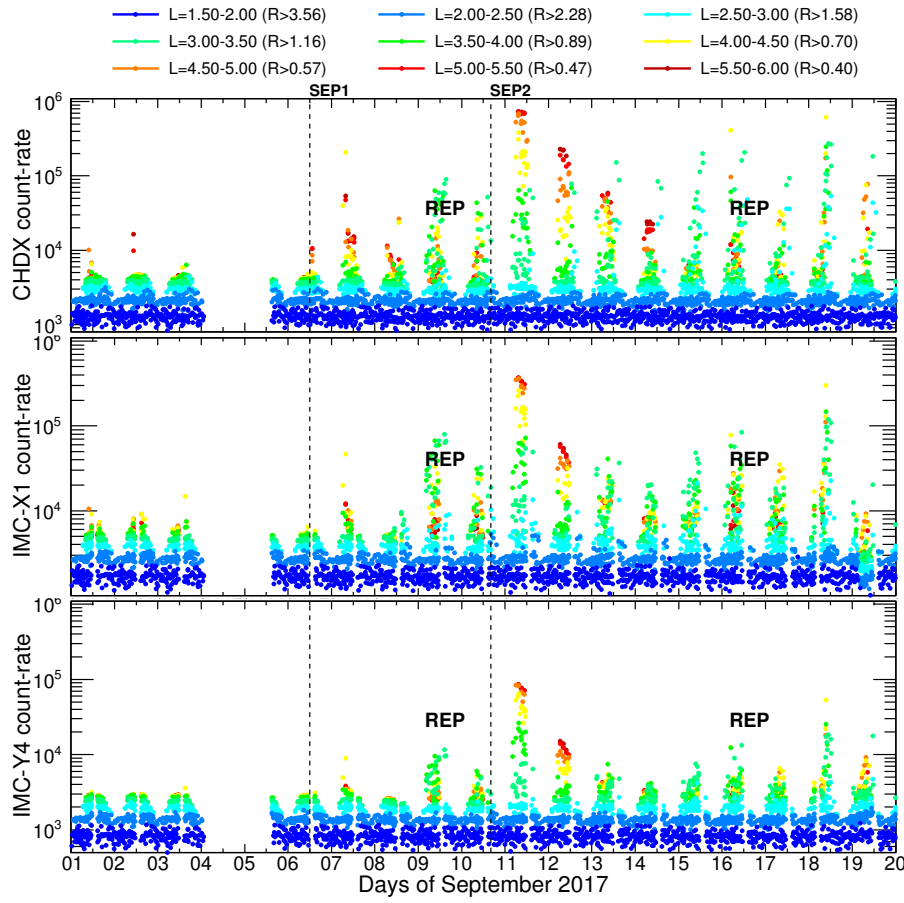 L=1.50-2.00 (R>3.56) L=2.00-2.50 (R>2.28) L=2.50-3.00 (R>1.58)
L=3.00-3.50 (R>1.16) L=3.50-4.00 (R>0.89) L=4.00-4.50 (R>0.70)
L=4.50-5.00 (R>0.57) L=5.00-5.50 (R>0.47) L=5.50-6.00 (R>0.40)
SEP1 SEP2
CHDX count-rate
10⁶
10⁵
10⁴
10³
REP REP
IMC-X1 count-rate
10⁶
10⁵
10⁴
REP REP
IMC-Y4 count-rate
10⁶
10⁵
10⁴
10³
REP REP
01 02 03 04 05 06 07 08 09 10 11 12 13 14 15 16 17 18 19 20
Days of September 2017